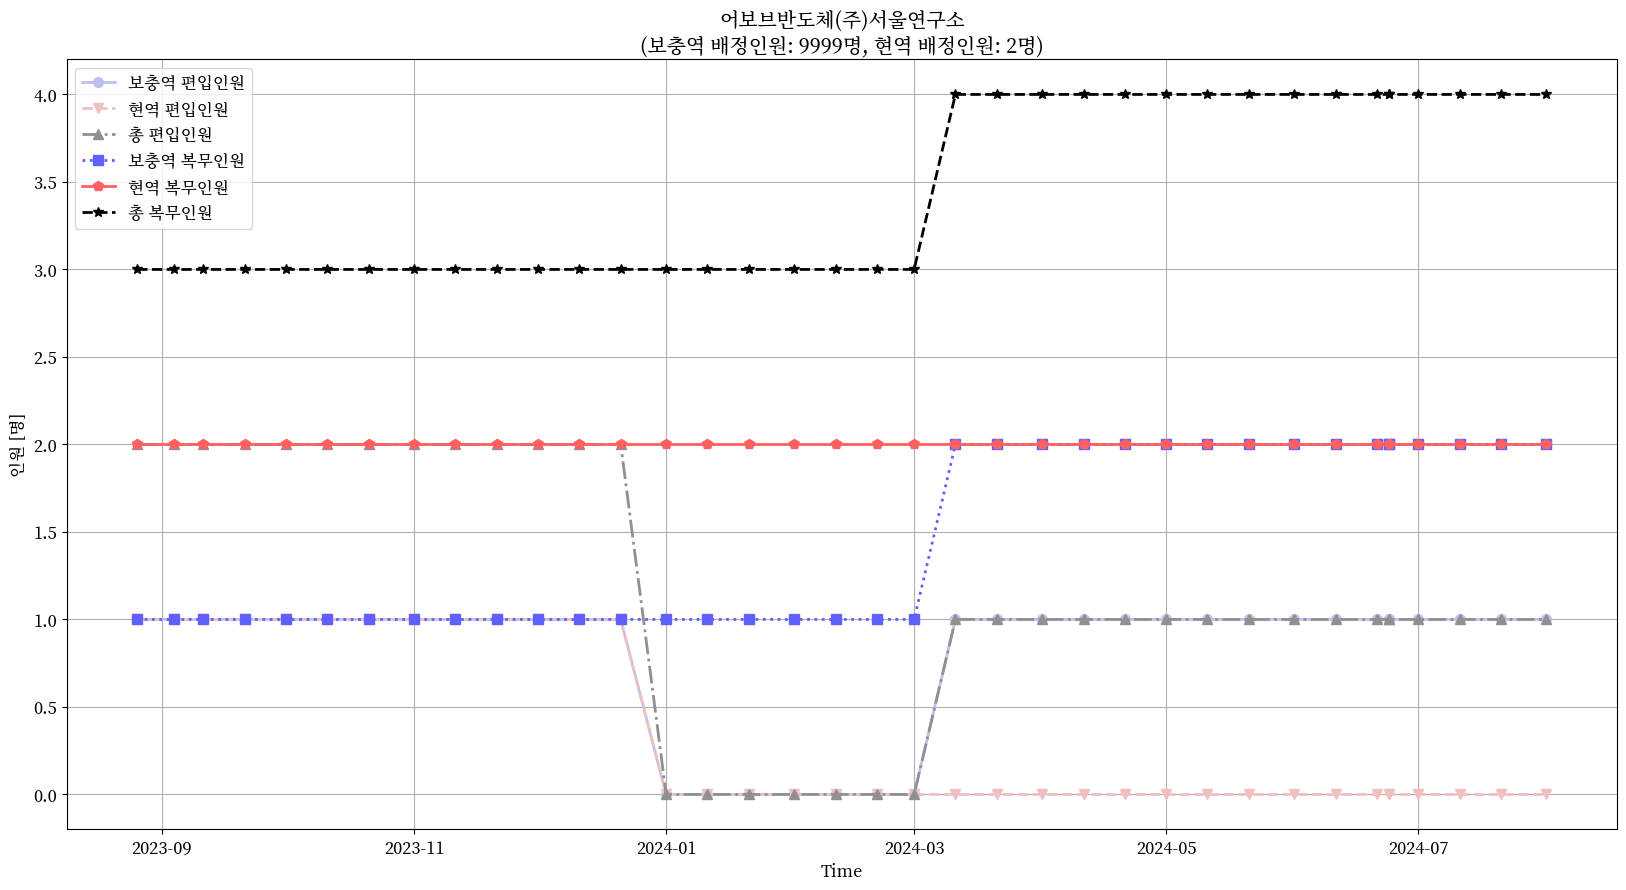 어보브반도체(주)서울연구소
(보충역 배정인원: 9999명, 현역 배정인원: 2명)
보충역 편입인원
현역 편입인원
총 편입인원
보충역 복무인원
현역 복무인원
총 복무인원
4.0
3.5
3.0
2.5
2.0
1.5
1.0
0.5
0.0
인원 [명]
2023-09
2023-11
2024-01
2024-03
2024-05
2024-07
Time